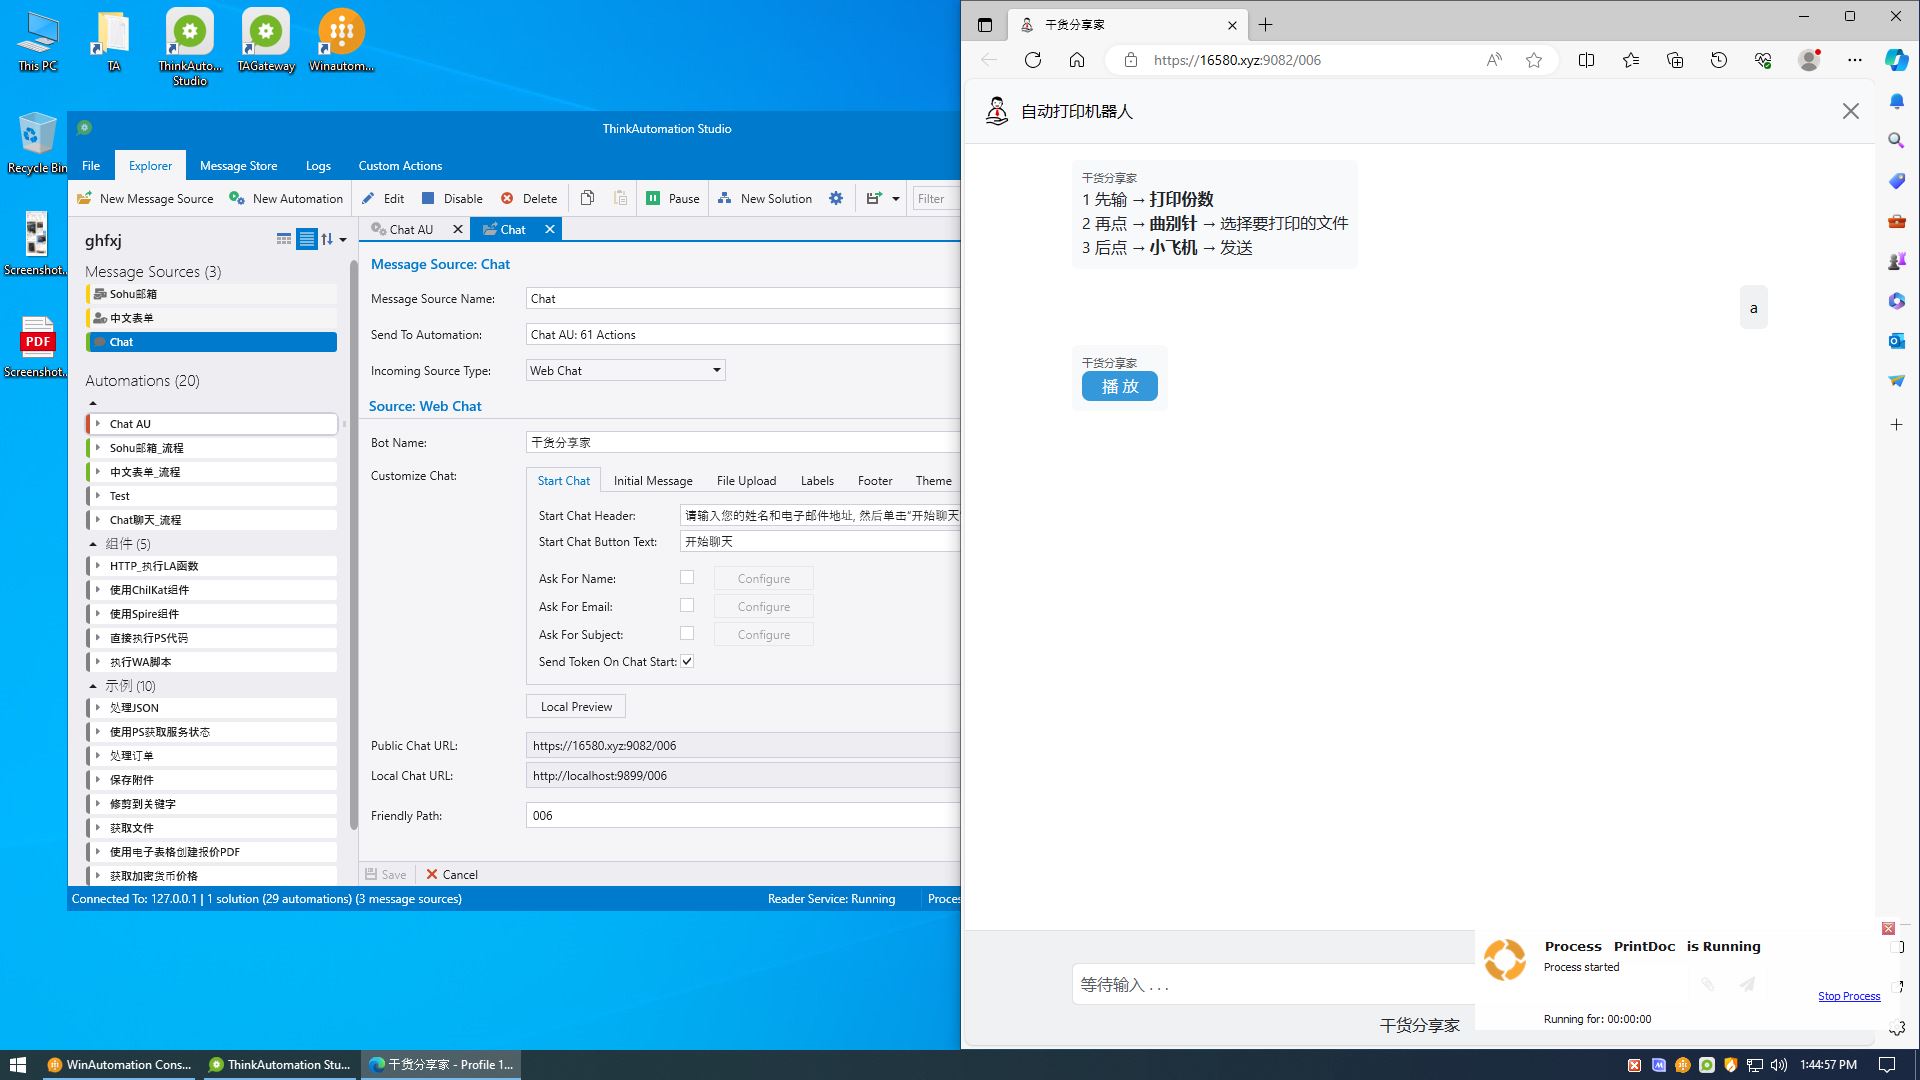 This PC
TA
ThinkAuto...
Studio
TAGateway
Winautom...
Recycle Bin
Screenshot...
PDF
Screenshot...
ThinkAutomation Studio
File
Explorer
Message Store
Logs
Custom Actions
New Message Source
New Automation
Edit
Disable
Delete
Pause
New Solution
Filter
ghfxj
Message Sources (3)
Sohu邮箱
中文表单
Chat
Automations (20)
Chat AU
Sohu邮箱_流程
中文表单_流程
Test
Chat聊天_流程
组件 (5)
HTTP_执行LA函数
使用ChilKat组件
使用Spire组件
直接执行PS代码
执行WA脚本
示例 (10)
处理JSON
使用PS获取服务状态
处理订单
保存附件
修剪到关键字
获取文件
使用电子表格创建报价PDF
获取加密货币价格
Chat AU
Chat
Message Source: Chat
Message Source Name:
Chat
Send To Automation:
Chat AU: 61 Actions
Incoming Source Type:
Web Chat
Source: Web Chat
Bot Name:
干货分享家
Customize Chat:
Start Chat
Initial Message
File Upload
Labels
Footer
Theme
Start Chat Header:
请输入您的姓名和电子邮件地址, 然后单击“开始聊天
Start Chat Button Text:
开始聊天
Ask For Name:
Configure
Ask For Email:
Configure
Ask For Subject:
Configure
Send Token On Chat Start:
Local Preview
Public Chat URL:
https://16580.xyz:9082/006
Local Chat URL:
http://localhost:9899/006
Friendly Path:
006
Save
Cancel
Connected To: 127.0.0.1 | 1 solution (29 automations) (3 message sources)
Reader Service: Running
Proces
干货分享家
https://16580.xyz:9082/006
自动打印机器人
干货分享家
1 先输 → 打印份数
2 再点 → 曲别针 → 选择要打印的文件
3 后点 → 小飞机 → 发送
a
干货分享家
播 放
等待输入 . . .
干货分享家
Process PrintDoc is Running
Process started
Stop Process
Running for: 00:00:00
WinAutomation Cons...
ThinkAutomation Stu...
干货分享家 - Profile 1...
1:44:57 PM